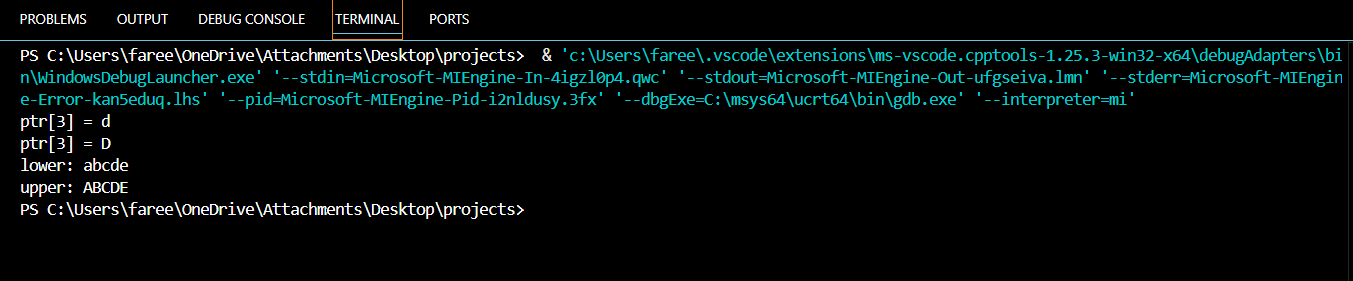 PROBLEMS OUTPUT DEBUG CONSOLE TERMINAL PORTS
PS C:\Users\faree\OneDrive\Attachments\Desktop\projects>  & 'c:\Users\faree\.vscode\extensions\ms-vscode.cpptools-1.25.3-win32-x64\debugAdapters\bi
n\WindowsDebugLauncher.exe' '--stdin=Microsoft-MIEngine-In-4igzl0p4.qwc' '--stdout=Microsoft-MIEngine-Out-ufgseiva.lmn' '--stderr=Microsoft-MIEngin
e-Error-kan5eduq.lhs' '--pid=Microsoft-MIEngine-Pid-i2nldusy.3fx' '--dbgExe=C:\msys64\ucrt64\bin\gdb.exe' '--interpreter=mi'
ptr[3] = d
ptr[3] = D
lower: abcde
upper: ABCDE
PS C:\Users\faree\OneDrive\Attachments\Desktop\projects>